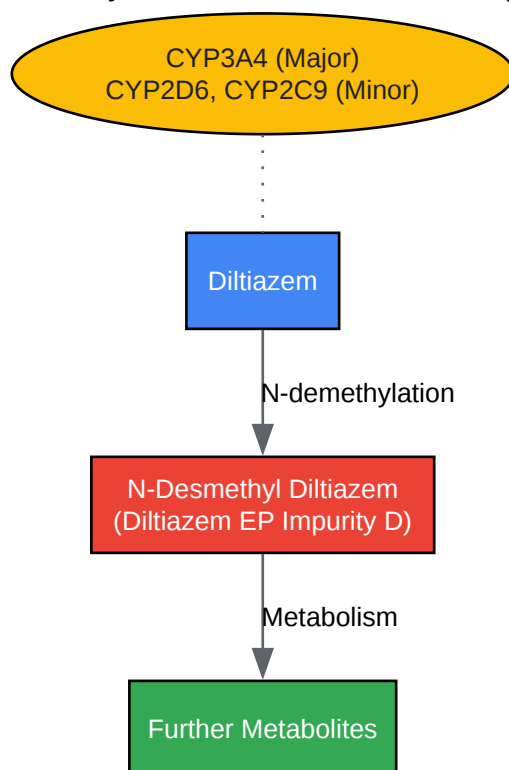 CYP3A4 (Major)
CYP2D6, CYP2C9 (Minor)
Diltiazem
N-demethylation
N-Desmethyl Diltiazem
(Diltiazem EP Impurity D)
Metabolism
Further Metabolites